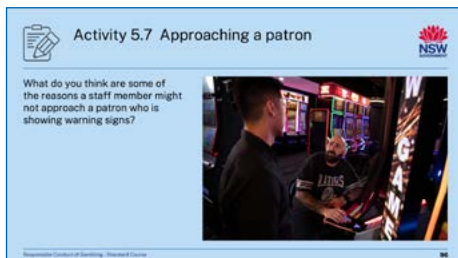 Activity 5.7 Approaching a patron
NSW
GOVERNMENT
What do you think are some of
the reasons a staff member might
not approach a patron who is
showing warning signs?
W
GAME
Responsible Conduct of Gambling - Standard Course